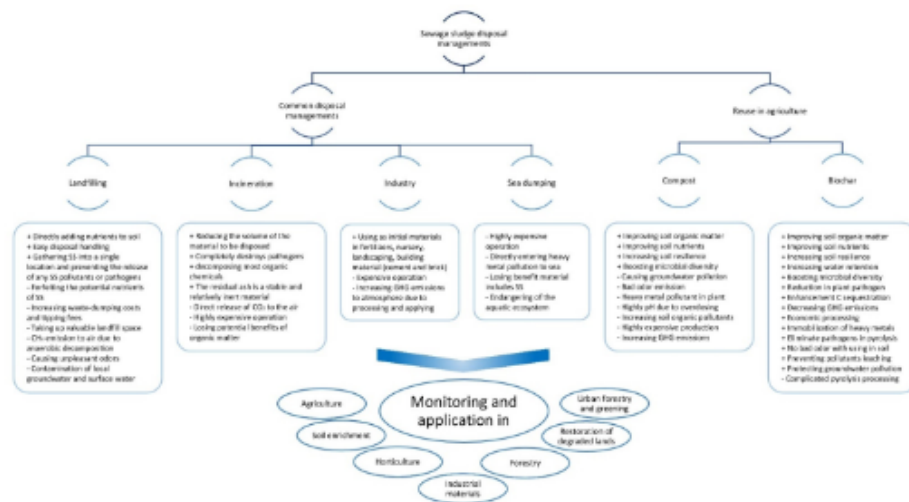 Sewage sludge disposal
managements
Common disposal
managements
Reuse in agriculture
Landfilling
Incineration
Industry
Sea dumping
Compost
Biochar
+ Directly adding nutrients to soil
+ Easy disposal handling
+ Gathering SS into a single
location and preventing the release
of any SS pollutants or pathogens
- Forfeiting the potential nutrients
of SS
- Increasing waste-dumping costs
and tipping fees
- Taking up valuable landfill space
- CH₄ emission to air due to
anaerobic decomposition
- Causing unpleasant odors
- Contamination of local
groundwater and surface water
+ Reducing the volume of the
material to be disposed
+ Completely destroys pathogens
+ decomposing most organic
chemicals
+ The residual ash is a stable and
relatively inert material
- Direct release of CO₂ to the air
- Highly expensive operation
- Losing potential benefits of
organic matter
+ Using as initial materials
in fertilizers, nursery,
landscaping, building
material (cement and brick)
- Expensive operation
- Increasing GHG emissions
to atmosphere due to
processing and applying
- Highly expensive
operation
- Directly entering heavy
metal pollution to sea
- Losing benefit material
includes SS
- Endangering of the
aquatic ecosystem
+ Improving soil organic matter
+ Improving soil nutrients
+ Increasing soil resilience
+ Boosting microbial diversity
- Causing groundwater pollution
- Bad odor emission
- Heavy metal pollutant in plant
- Highly pH due to overdosing
- Increasing soil organic pollutants
- Highly expensive production
- Increasing GHG emissions
+ Improving soil organic matter
+ Improving soil nutrients
+ Increasing soil resilience
+ Increasing water retention
+ Boosting microbial diversity
+ Reduction in plant pathogen
+ Enhancement C sequestration
+ Decreasing GHG emissions
+ Economic processing
+ Immobilization of heavy metals
+ Eliminate pathogens in pyrolysis
+ No bad odor with using in soil
+ Preventing pollutants leaching
+ Protecting groundwater pollution
- Complicated pyrolysis processing
Monitoring and
application in
Agriculture
Soil enrichment
Horticulture
Industrial
materials
Forestry
Restoration of
degraded lands
Urban forestry
and greening